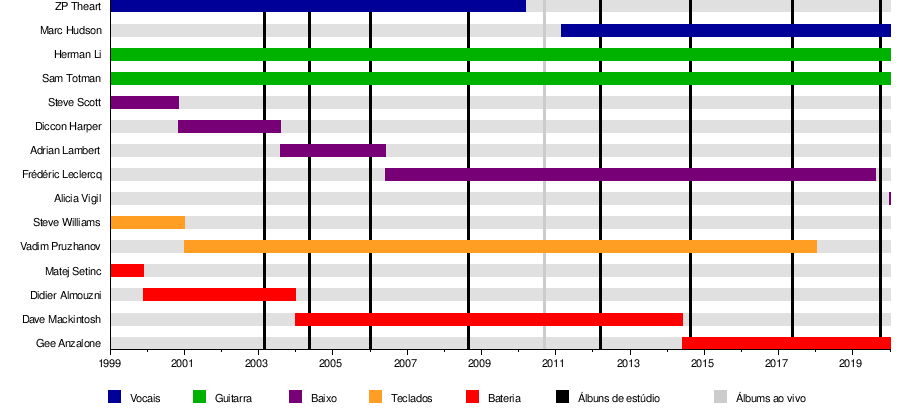 ZP Theart
Marc Hudson
Herman Li
Sam Totman
Steve Scott
Diccon Harper
Adrian Lambert
Frédéric Leclercq
Alicia Vigil
Steve Williams
Vadim Pruzhanov
Matej Setinc
Didier Almouzni
Dave Mackintosh
Gee Anzalone
1999 2001 2003 2005 2007 2009 2011 2013 2015 2017 2019
Vocais Guitarra Baixo Teclados Bateria Álbuns de estúdio Álbums ao vivo